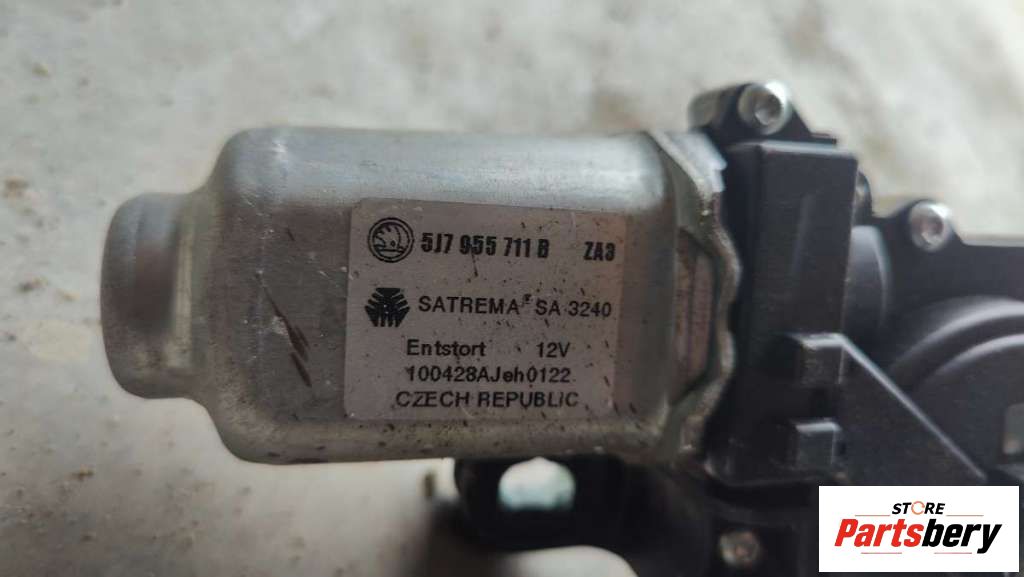 5J7 955 711 B ZA3
SATREMA SA 3240
Entstort 12V
100428AJeh0122
CZECH REPUBLIC
STORE
Partsbery